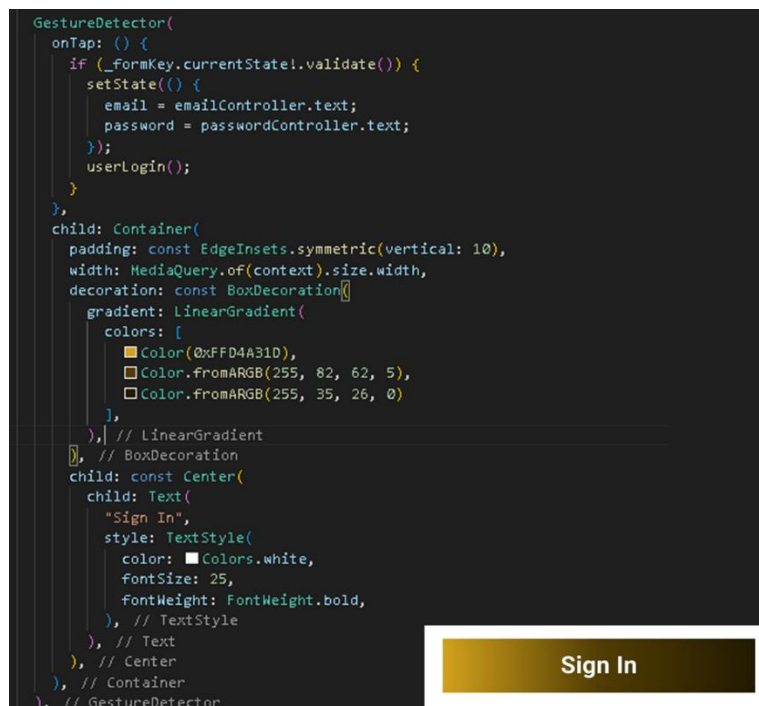 GestureDetector(
onTap: () {
if (_formKey.currentState!.validate()) {
setState(() {
email = emailController.text;
password = passwordController.text;
});
userLogin();
}
},
child: Container(
padding: const EdgeInsets.symmetric(vertical: 10),
width: MediaQuery.of(context).size.width,
decoration: const BoxDecoration(
gradient: LinearGradient(
colors: [
Color(0xFFD4A31D),
Color.fromARGB(255, 82, 62, 5),
Color.fromARGB(255, 35, 26, 0)
],
), // LinearGradient
), // BoxDecoration
child: const Center(
child: Text(
"Sign In",
style: TextStyle(
color: Colors.white,
fontSize: 25,
fontWeight: FontWeight.bold,
), // TextStyle
), // Text
), // Center
), // Container
), // GestureDetector
Sign In